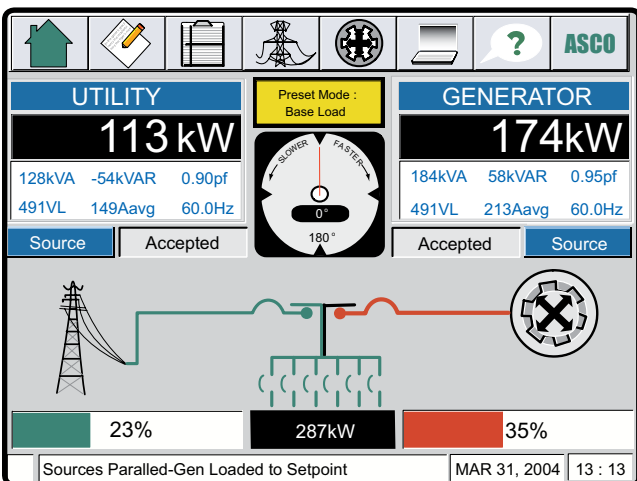 ?
ASCO
UTILITY
113 kW
128kVA -54kVAR 0.90pf
491VL 149Aavg 60.0Hz
Source Accepted
Preset Mode :
Base Load
SLOWER FASTER
0°
180°
GENERATOR
174kW
184kVA 58kVAR 0.95pf
491VL 213Aavg 60.0Hz
Accepted Source
23% 287kW 35%
Sources Paralled-Gen Loaded to Setpoint MAR 31, 2004 13 : 13